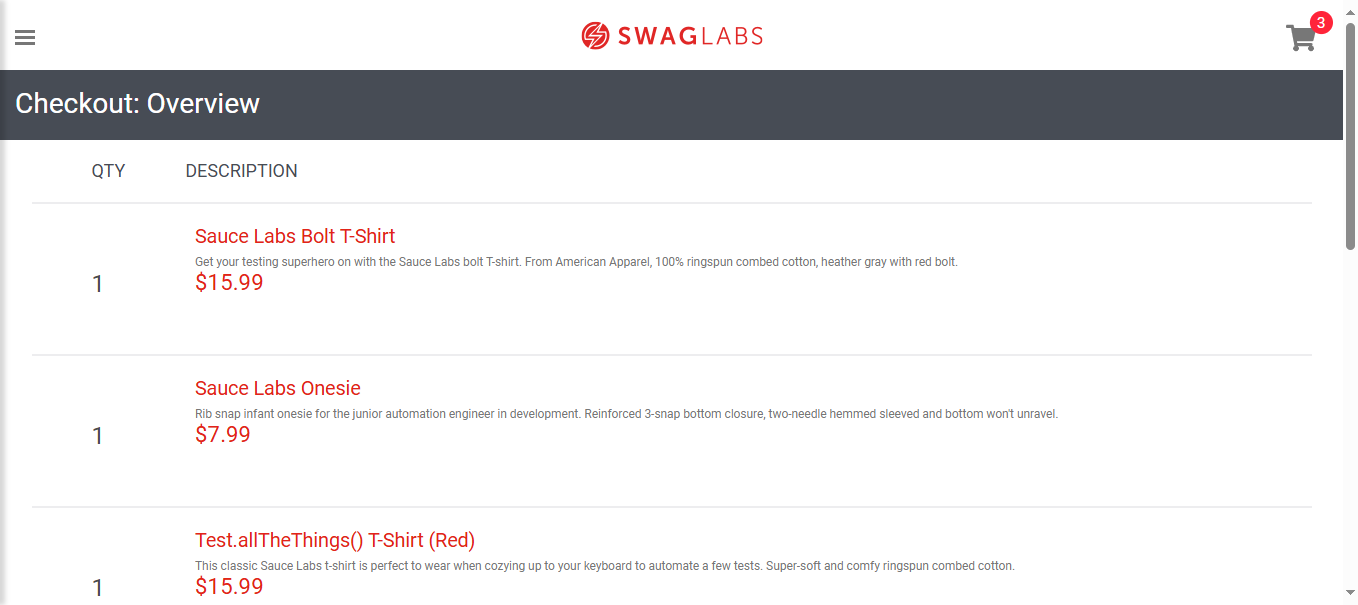 SWAGLABS
3
Checkout: Overview
QTY DESCRIPTION
Sauce Labs Bolt T-Shirt
Get your testing superhero on with the Sauce Labs bolt T-shirt. From American Apparel, 100% ringspun combed cotton, heather gray with red bolt.
1
$15.99
Sauce Labs Onesie
Rib snap infant onesie for the junior automation engineer in development. Reinforced 3-snap bottom closure, two-needle hemmed sleeved and bottom won't unravel.
1
$7.99
Test.allTheThings() T-Shirt (Red)
This classic Sauce Labs t-shirt is perfect to wear when cozying up to your keyboard to automate a few tests. Super-soft and comfy ringspun combed cotton.
1
$15.99